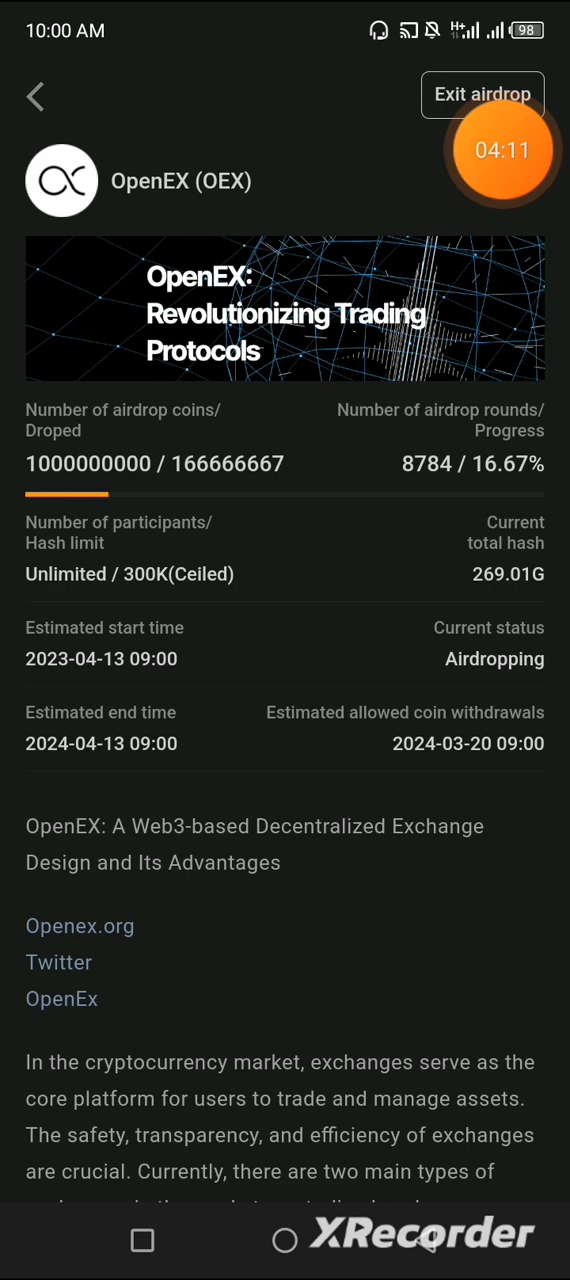 10:00 AM
H+
98
Exit airdrop
04:11
OpenEX (OEX)
OpenEX:
Revolutionizing Trading
Protocols
Number of airdrop coins/
Droped
Number of airdrop rounds/
Progress
1000000000 / 166666667
8784 / 16.67%
Number of participants/
Hash limit
Current
total hash
Unlimited / 300K(Ceiled)
269.01G
Estimated start time
Current status
2023-04-13 09:00
Airdropping
Estimated end time
Estimated allowed coin withdrawals
2024-04-13 09:00
2024-03-20 09:00
OpenEX: A Web3-based Decentralized Exchange
Design and Its Advantages
Openex.org
Twitter
OpenEx
In the cryptocurrency market, exchanges serve as the
core platform for users to trade and manage assets.
The safety, transparency, and efficiency of exchanges
are crucial. Currently, there are two main types of
XRecorder